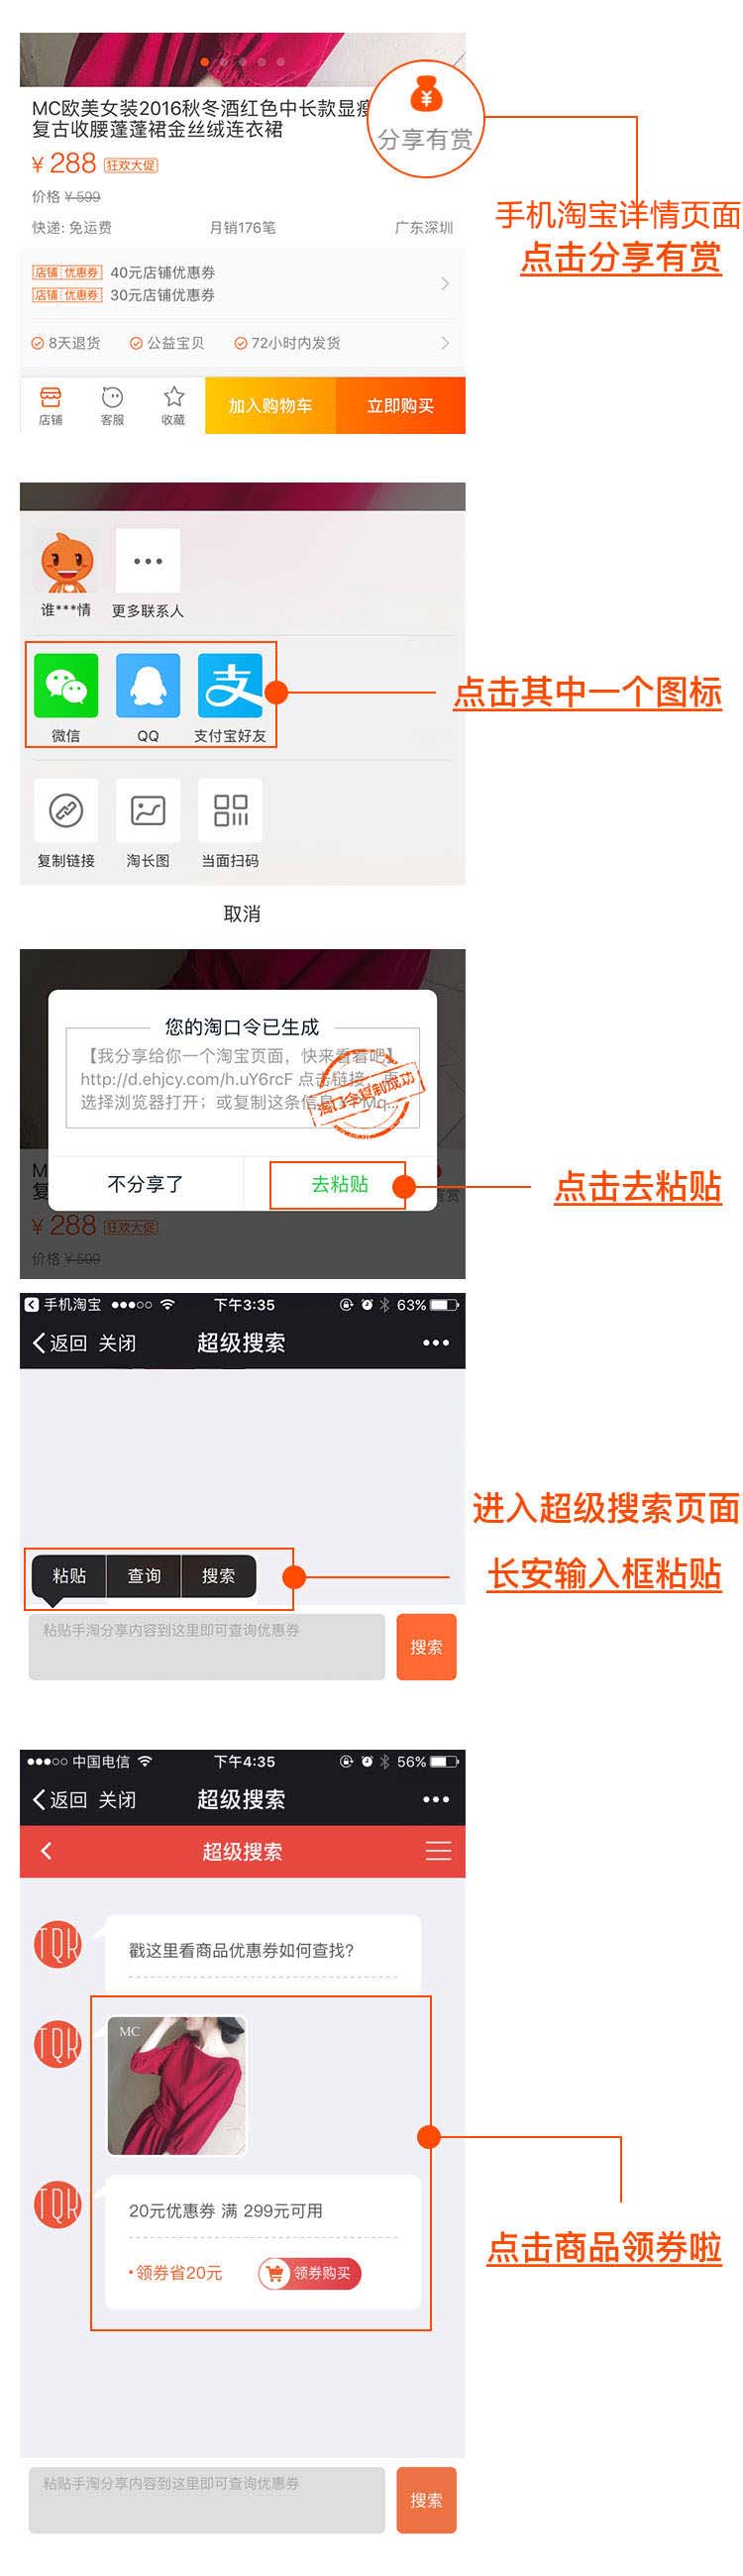 MC欧美女装2016秋冬酒红色中长款显瘦
复古收腰蓬蓬裙金丝绒连衣裙
分享有赏
¥ 288 狂欢大促
价格 ¥ 599
快递: 免运费 月销176笔 广东深圳
手机淘宝详情页面
点击分享有赏
店铺优惠券 40元店铺优惠券
店铺优惠券 30元店铺优惠券
8天退货 公益宝贝 72小时内发货
店铺 客服 收藏 加入购物车 立即购买
谁***情 更多联系人
点击其中一个图标
微信 QQ 支付宝好友
复制链接 淘长图 当面扫码
取消
您的淘口令已生成
【我分享给你一个淘宝页面，快来看看吧】
http://d.ehjcy.com/h.uY6rcF 点击链接，再
选择浏览器打开；或复制这条信息
淘口令复制成功
不分享了 去粘贴
点击去粘贴
¥ 288 狂欢大促
价格 ¥ 599
手机淘宝 下午3:35 63%
返回 关闭 超级搜索
进入超级搜索页面
长安输入框粘贴
粘贴 查询 搜索
粘贴手淘分享内容到这里即可查询优惠券
搜索
中国电信 下午4:35 56%
返回 关闭 超级搜索
超级搜索
TQK 戳这里看商品优惠券如何查找?
TQK MC
TQK 20元优惠券 满 299元可用
·领券省20元 领券购买
点击商品领券啦
粘贴手淘分享内容到这里即可查询优惠券
搜索